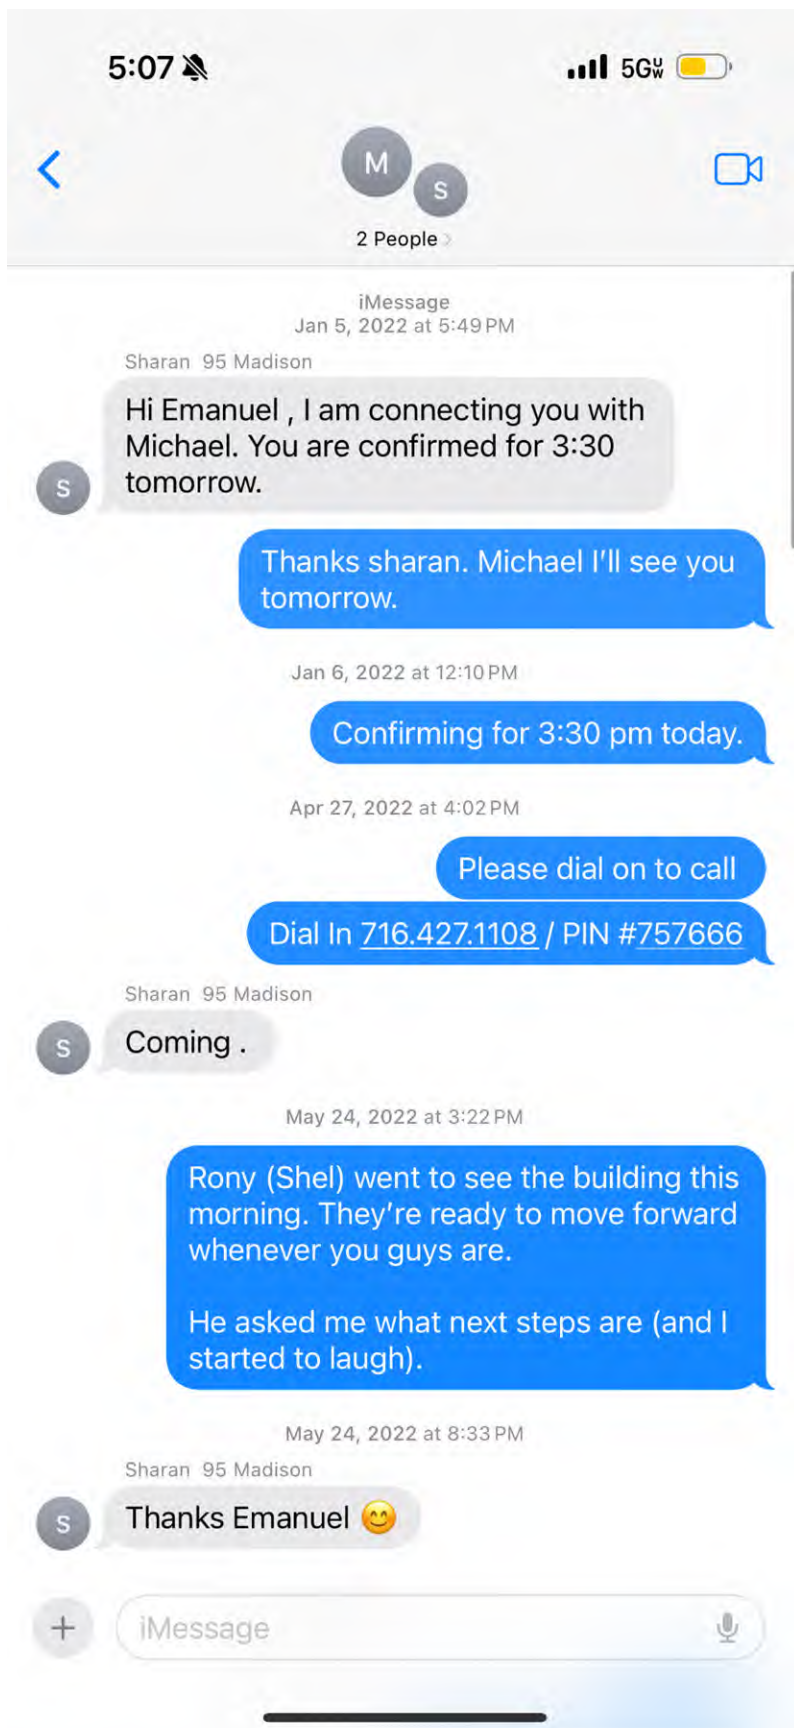 5:07
5GUW
M
S
2 People
iMessage
Jan 5, 2022 at 5:49 PM
Sharan 95 Madison
Hi Emanuel , I am connecting you with
Michael. You are confirmed for 3:30
tomorrow.
S
Thanks sharan. Michael I'll see you
tomorrow.
Jan 6, 2022 at 12:10 PM
Confirming for 3:30 pm today.
Apr 27, 2022 at 4:02 PM
Please dial on to call
Dial In 716.427.1108 / PIN #757666
Sharan 95 Madison
Coming .
S
May 24, 2022 at 3:22 PM
Rony (Shel) went to see the building this
morning. They're ready to move forward
whenever you guys are.
He asked me what next steps are (and I
started to laugh).
May 24, 2022 at 8:33 PM
Sharan 95 Madison
Thanks Emanuel 😊
S
iMessage